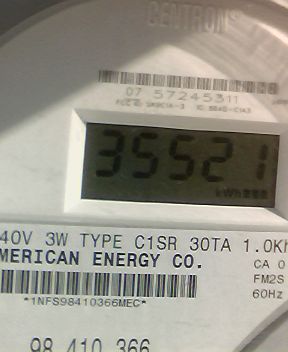 CENTRON®
07 57245311
35521
kWh
40V 3W TYPE C1SR 30TA 1.0Kh
MERICAN ENERGY CO.
CA 0
FM2S
60Hz
*1NFS98410366MEC*
98 410 366